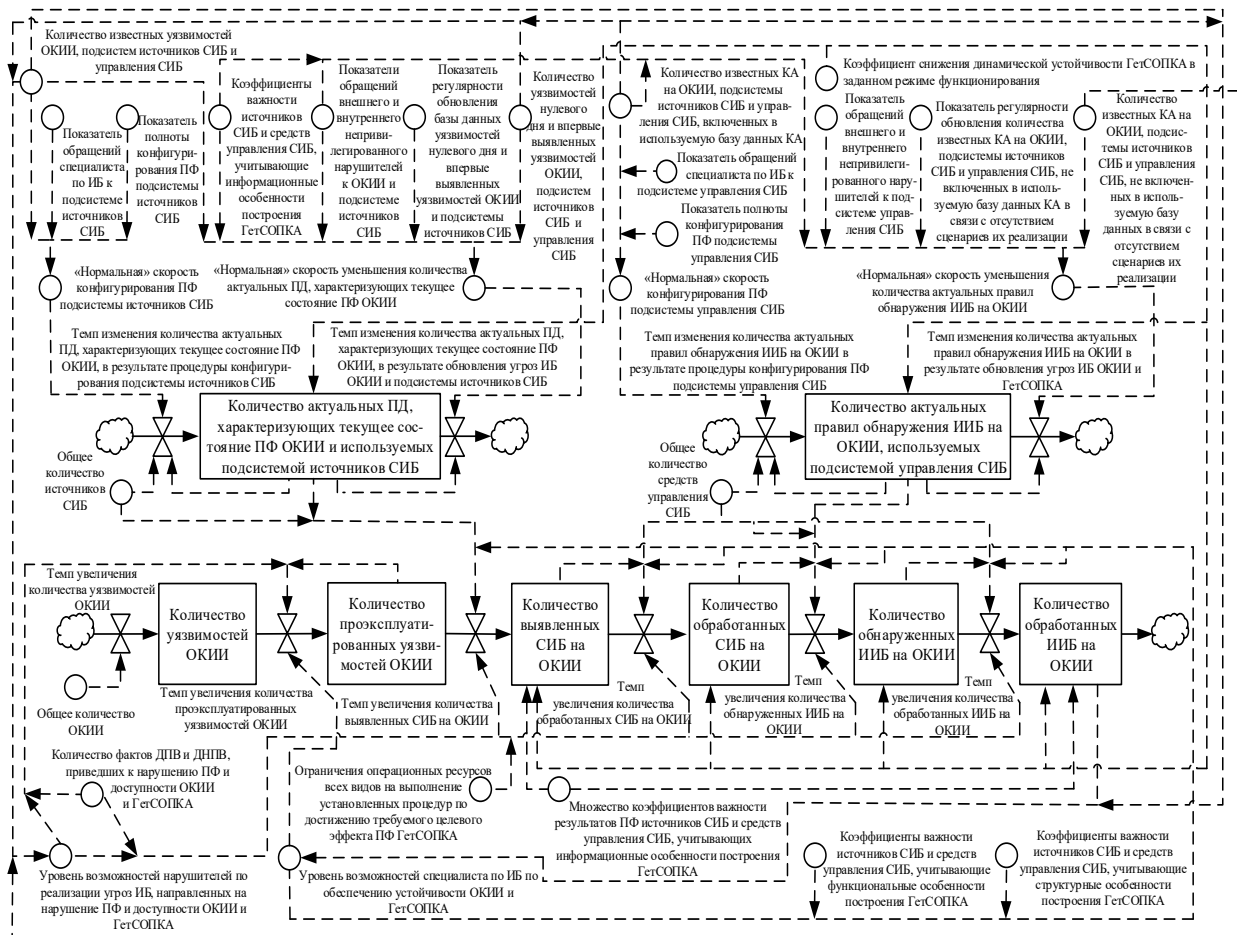 Количество известных уязвимостей
ОКИИ, подсистем источников СИБ и
управления СИБ
Показатель
обращений
специалиста
по ИБ к
подсистеме
источников
СИБ
Показатель
полноты
конфигури-
рования ПФ
подсистемы
источников
СИБ
Коэффициенты
важности
источников
СИБ и средств
управления СИБ,
учитывающие
информационные
особенности
построения
ГетСОПКА
Показатели
обращений
внешнего и
внутреннего
непривили-
легированного
нарушителей
к ОКИИ и
подсистеме
источников
СИБ
Показатель
регулярности
обновления
базы данных
уязвимостей
нулевого дня и
впервые
выявленных
уязвимостей ОКИИ
и подсистемы
источников СИБ
Количество
уязвимостей
нулевого
дня и впервые
выявленных
уязвимостей
ОКИИ,
подсистем
источников
СИБ и
управления
СИБ
Количество известных КА
на ОКИИ, подсистемы
источников СИБ и управ-
ления СИБ, включенных в
используемую базу данных КА
Показатель обращений
специалиста по ИБ к
подсистеме управления СИБ
Показатель полноты
конфигурирования
ПФ подсистемы
управления СИБ
Коэффициент снижения динамической устойчивости ГетСОПКА в
заданном режиме функционирования
Показатель
обращений
внешнего и
внутреннего
непривилеги-
рованного нару-
шителей к под-
системе управ-
ления СИБ
Показатель регулярности
обновления количества
известных КА на ОКИИ,
подсистемы источников
СИБ и управления СИБ, не
включенных в исполь-
зуемую базу данных КА в
связи с отсутствием
сценариев их реализации
Количество
известных КА
на ОКИИ,
подсис-
темы источников
СИБ и управления
СИБ, не включен-
ных в исполь-
зуемую базу
данных в связи с
отсутствием
сценариев их
реализации
«Нормальная» скорость
конфигурирования ПФ
подсистемы источников СИБ
«Нормальная» скорость уменьшения количества
актуальных ПД, характеризующих текущее
состояние ПФ ОКИИ
«Нормальная» скорость
конфигурирования ПФ
подсистемы управления СИБ
«Нормальная» скорость уменьшения
количества актуальных правил
обнаружения ИИБ на ОКИИ
Темп изменения количества актуальных
ПД, характеризующих текущее состояние ПФ
ОКИИ, в результате процедуры конфигури-
рования подсистемы источников СИБ
Темп изменения количества актуальных ПД,
характеризующих текущее состояние ПФ
ОКИИ, в результате обновления угроз ИБ
ОКИИ и подсистемы источников СИБ
Темп изменения количества актуальных
правил обнаружения ИИБ на ОКИИ в
результате процедуры конфигурирования ПФ
подсистемы управления СИБ
Темп изменения количества актуальных
правил обнаружения ИИБ на ОКИИ в
результате обновления угроз ИБ ОКИИ и
ГетСОПКА
Количество актуальных ПД,
характеризующих текущее сос-
тояние ПФ ОКИИ и используемых
подсистемой источников СИБ
Количество актуальных
правил обнаружения ИИБ на
ОКИИ, используемых
подсистемой управления СИБ
Общее
количество
источников
СИБ
Общее
количество
средств
управления
СИБ
Темп увеличения
количества уязвимостей
ОКИИ
Количество
уязвимостей
ОКИИ
Количество
проэксплуати-
рованных уязви-
мостей ОКИИ
Количество
выявленных
СИБ на
ОКИИ
Количество
обработанных
СИБ на
ОКИИ
Количество
обнаруженных
ИИБ на ОКИИ
Количество
обработанных
ИИБ на
ОКИИ
Общее количество
ОКИИ
Темп увеличения количества
проэксплуатированных
уязвимостей ОКИИ
Темп увеличения количества
выявленных СИБ на ОКИИ
Темп
увеличения количества
обработанных СИБ на ОКИИ
Темп
увеличения количества
обнаруженных ИИБ на
ОКИИ
Темп
увеличения количества
обработанных ИИБ на
ОКИИ
Количество фактов ДПВ и ДНПВ,
приведших к нарушению ПФ и
доступности ОКИИ
и ГетСОПКА
Ограничения операционных ресурсов
всех видов на выполнение
установленных процедур по
достижению требуемого целевого
эффекта ПФ ГетСОПКА
Множество коэффициентов важности
результатов ПФ источников СИБ и средств
управления СИБ, учитывающих
информационные особенности построения
ГетСОПКА
Уровень возможностей нарушителя по
реализации угроз ИБ, направленных на
нарушение ПФ и доступности ОКИИ и
ГетСОПКА
Уровень возможностей специалиста по ИБ по
обеспечению устойчивости ОКИИ и
ГетСОПКА
Коэффициенты важности
источников СИБ и средств
управления СИБ, учитывающие
функциональные особенности
построения ГетСОПКА
Коэффициенты важности
источников СИБ и средств
управления СИБ, учитывающие
структурные особенности
построения ГетСОПКА